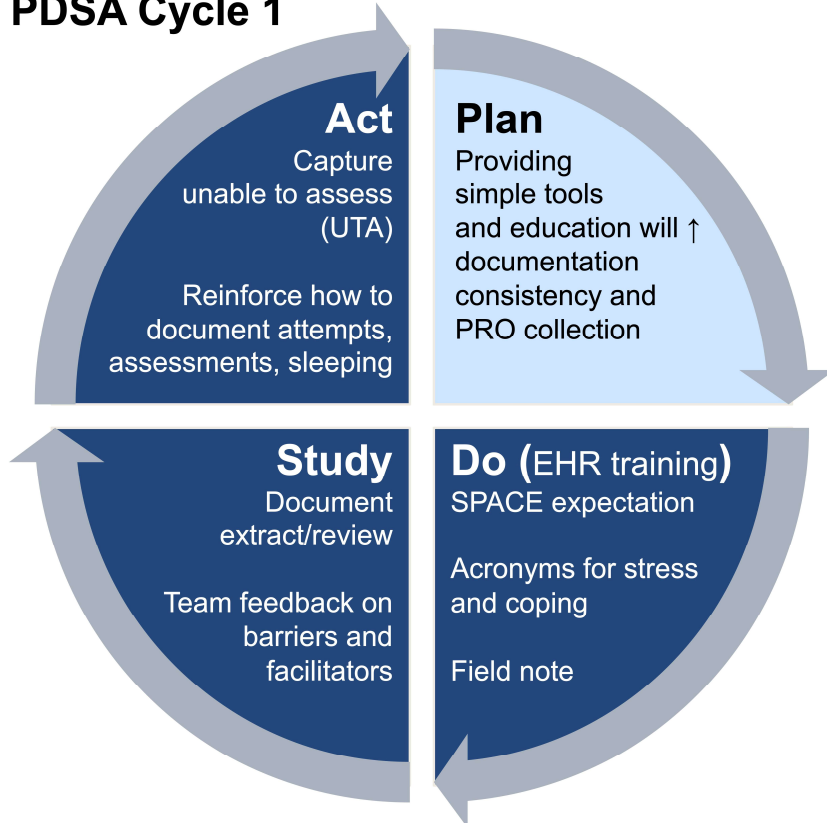 PDSA Cycle 1
Act
Capture
unable to assess
(UTA)
Reinforce how to
document attempts,
assessments, sleeping
Plan
Providing
simple tools
and education will ↑
documentation
consistency and
PRO collection
Study
Document
extract/review
Team feedback on
barriers and
facilitators
Do (EHR training)
SPACE expectation
Acronyms for stress
and coping
Field note